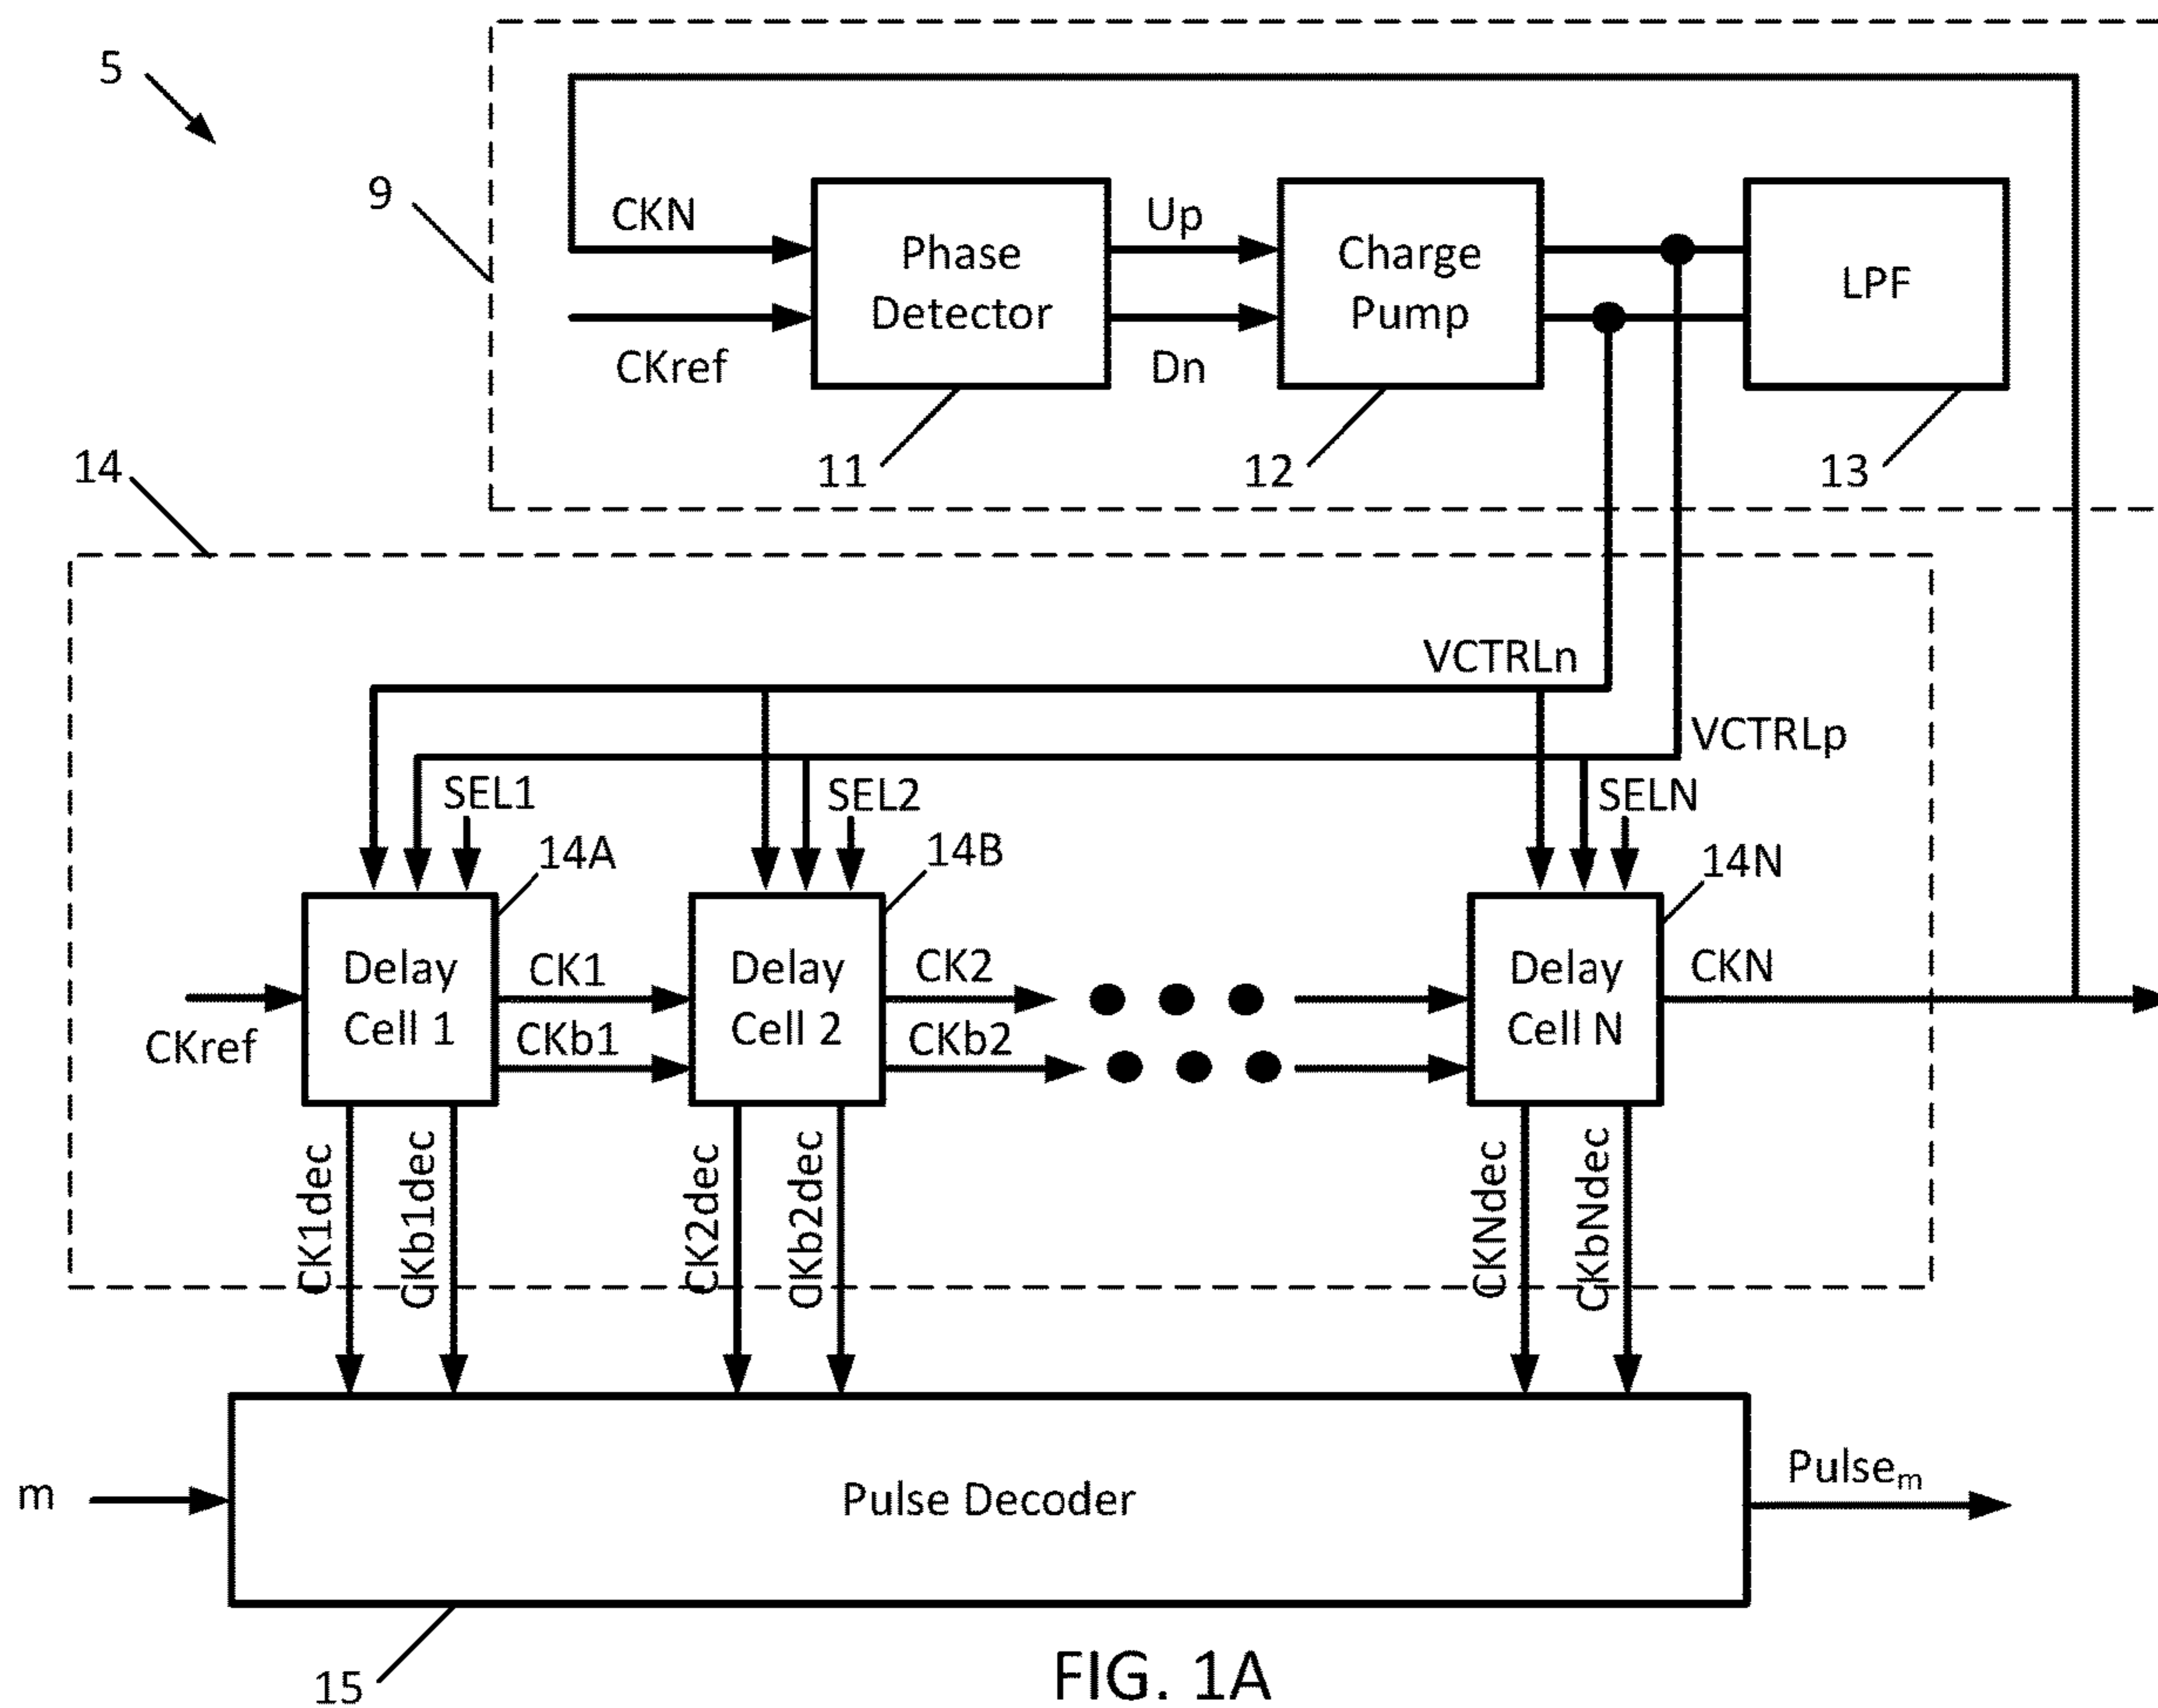 5
9
CKN
Phase
Detector
Up
Charge
Pump
LPF
CKref
Dn
11
12
13
14
VCTRLn
VCTRLp
SEL1
SEL2
SELN
14A
14B
14N
Delay
Cell 1
CK1
CKb1
Delay
Cell 2
CK2
CKb2
Delay
Cell N
CKN
CKref
CK1dec
CKb1dec
CK2dec
CKb2dec
CKNdec
CKbNdec
m
Pulse Decoder
Pulsem
15
FIG. 1A